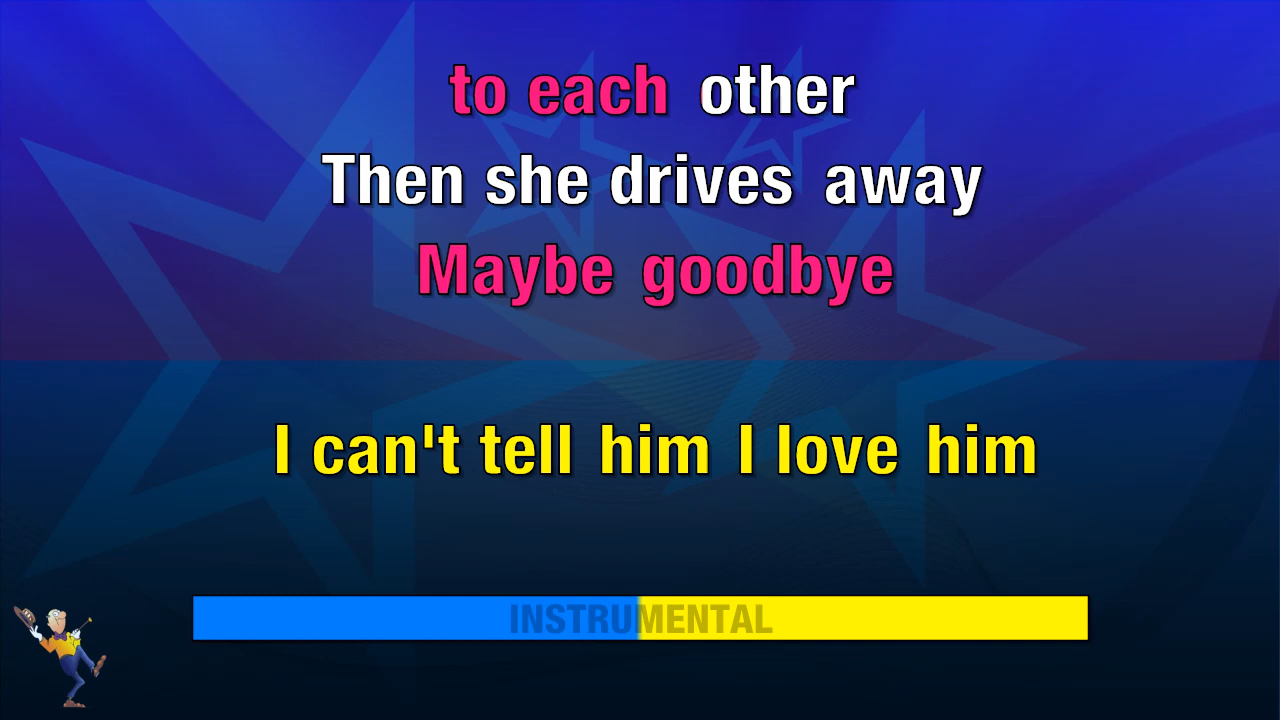 to each other
Then she drives away
Maybe goodbye
I can't tell him I love him
INSTRUMENTAL